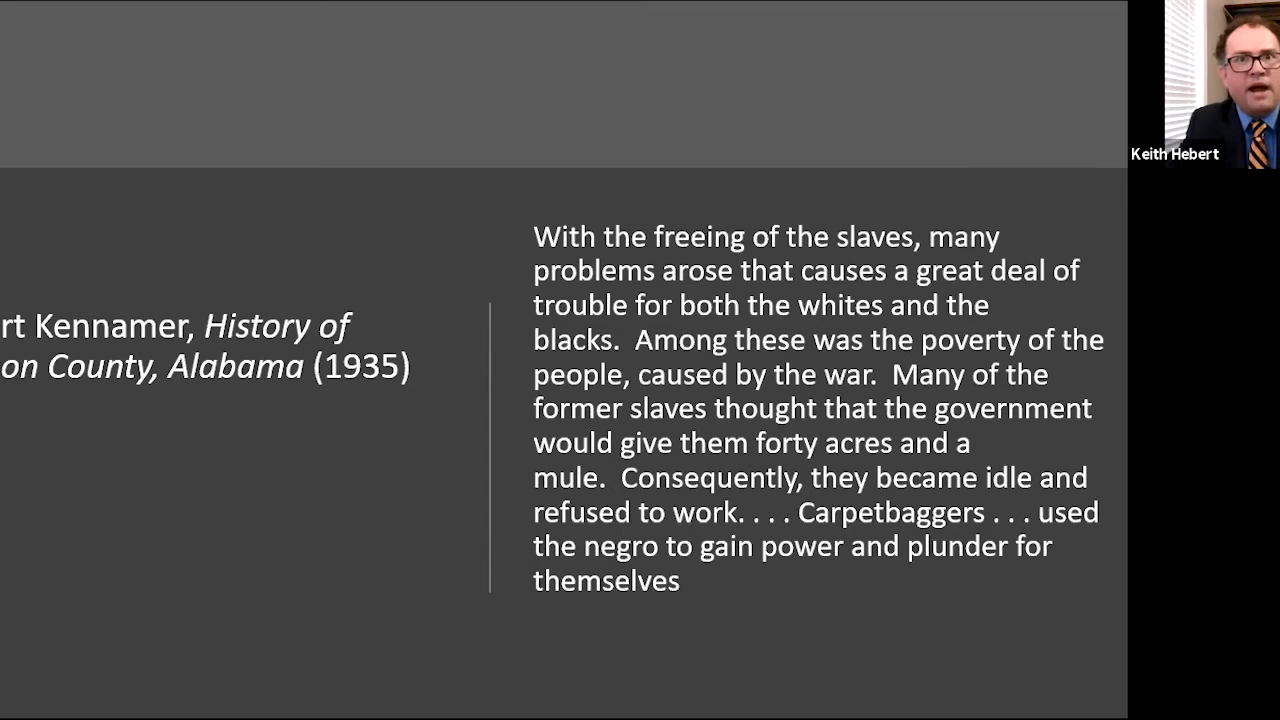 rt Kennamer, History of
on County, Alabama (1935)
With the freeing of the slaves, many
problems arose that causes a great deal of
trouble for both the whites and the
blacks.  Among these was the poverty of the
people, caused by the war.  Many of the
former slaves thought that the government
would give them forty acres and a
mule.  Consequently, they became idle and
refused to work. . . . Carpetbaggers . . . used
the negro to gain power and plunder for
themselves
Keith Hebert